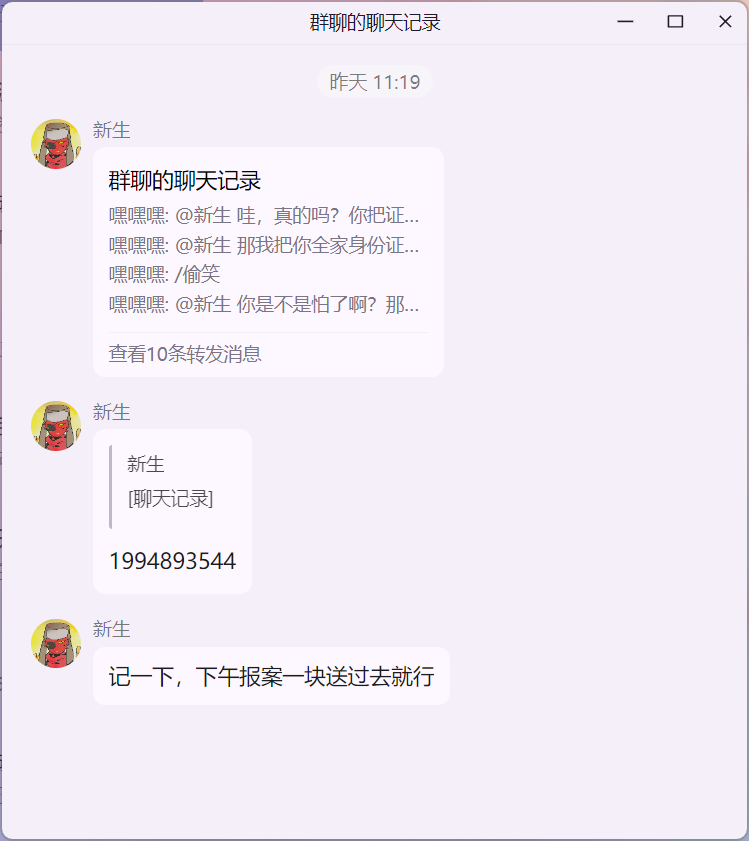 群聊的聊天记录
昨天 11:19
新生
群聊的聊天记录
嘿嘿嘿: @新生 哇，真的吗？你把证...
嘿嘿嘿: @新生 那我把你全家身份证...
嘿嘿嘿: /偷笑
嘿嘿嘿: @新生 你是不是怕了啊？那...
查看10条转发消息
新生
新生
[聊天记录]
1994893544
新生
记一下，下午报案一块送过去就行